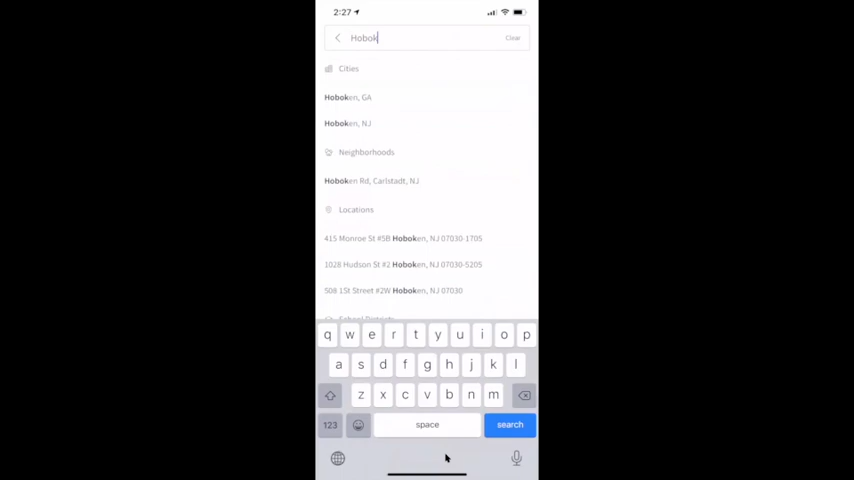 2:27
Hobok
Clear
Cities
Hoboken, GA
Hoboken, NJ
Neighborhoods
Hoboken Rd, Carlstadt, NJ
Locations
415 Monroe St #5B Hoboken, NJ 07030-1705
1028 Hudson St #2 Hoboken, NJ 07030-5205
508 1St Street #2W Hoboken, NJ 07030
School Districts
q w e r t y u i o p
a s d f g h j k l
z x c v b n m
123 space search